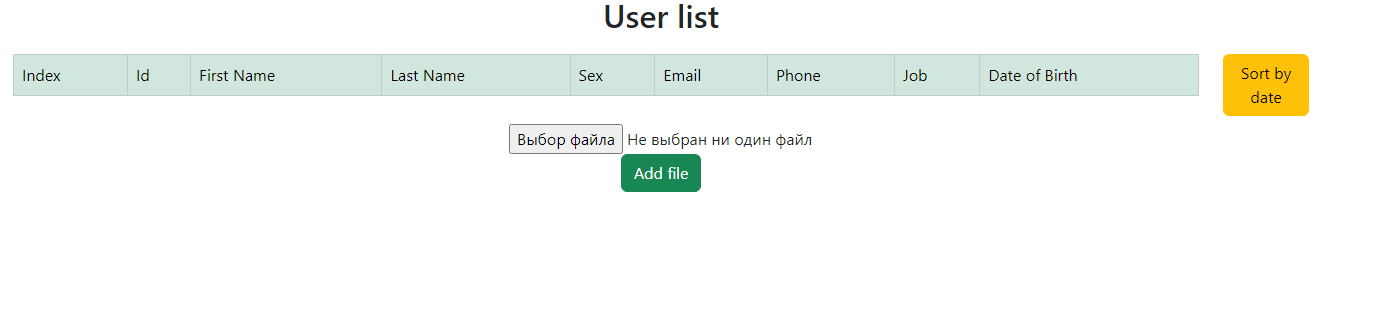 User list
Index Id First Name Last Name Sex Email Phone Job Date of Birth
Sort by
date
Выбор файла Не выбран ни один файл
Add file